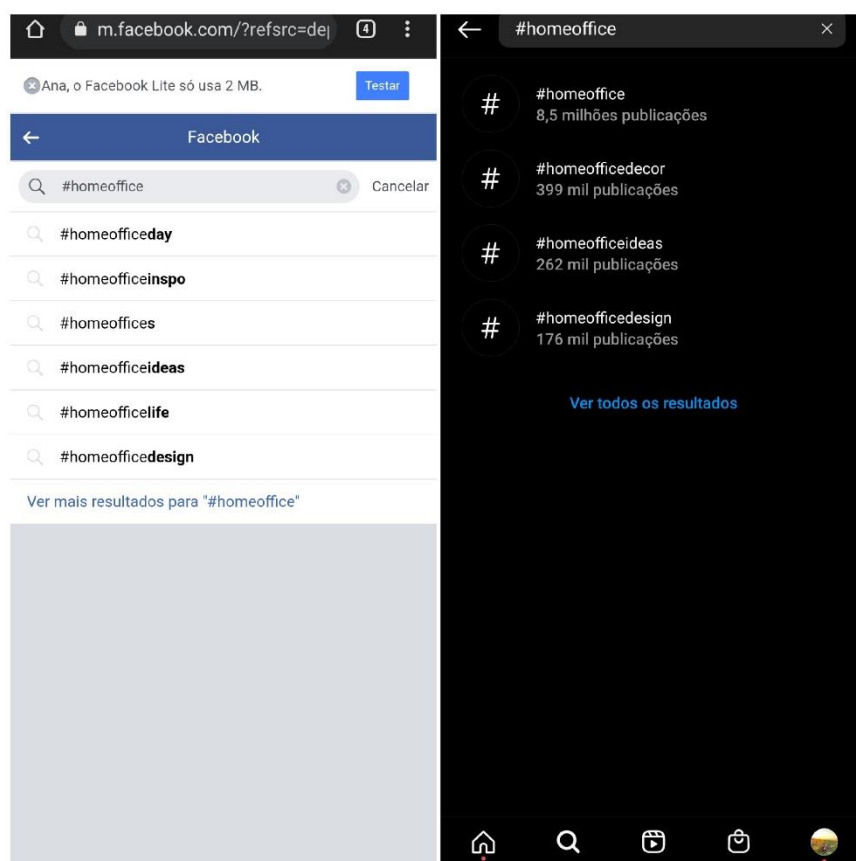 m.facebook.com/?refsrc=de
4
Ana, o Facebook Lite só usa 2 MB.
Testar
Facebook
#homeoffice
Cancelar
#homeofficeday
#homeofficeinspo
#homeoffices
#homeofficeideas
#homeofficelife
#homeofficedesign
Ver mais resultados para "#homeoffice"
#homeoffice
#
#homeoffice
8,5 milhões publicações
#
#homeofficedecor
399 mil publicações
#
#homeofficeideas
262 mil publicações
#
#homeofficedesign
176 mil publicações
Ver todos os resultados